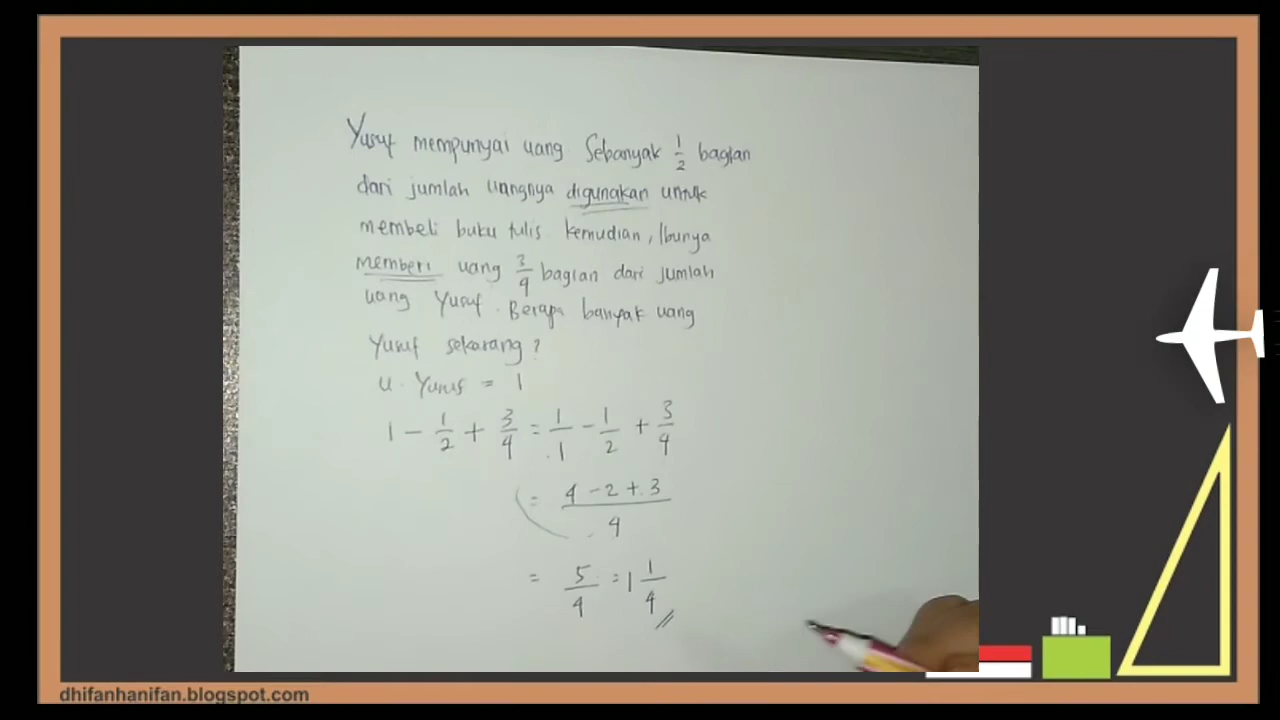 Yusuf mempunyai uang Sebanyak 1/2 bagian
dari jumlah uangnya digunakan untuk
membeli buku tulis. kemudian, Ibunya
memberi uang 3/4 bagian dari jumlah
uang Yusuf. Berapa banyak uang
Yusuf sekarang?
U. Yusuf = 1
1 - 1/2 + 3/4 = 1/1 - 1/2 + 3/4
= (4 - 2 + 3)/4
= 5/4 = 1 1/4 //
dhifanhanifan.blogspot.com